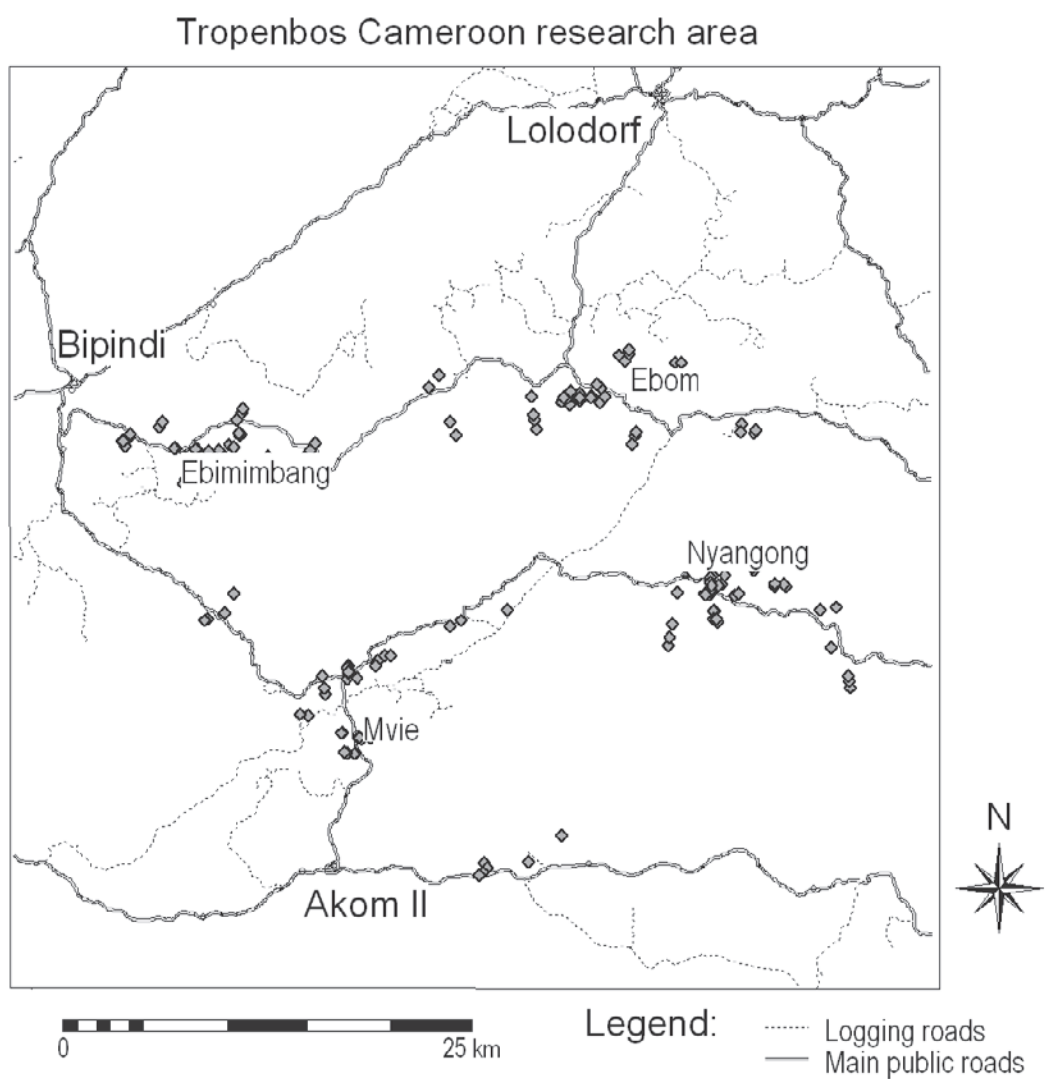 Tropenbos Cameroon research area
Lolodorf
Bipindi
Ebom
Ebimimbang
Nyangong
Mvie
N
Akom II
Legend:
Logging roads
0
25 km
Main public roads